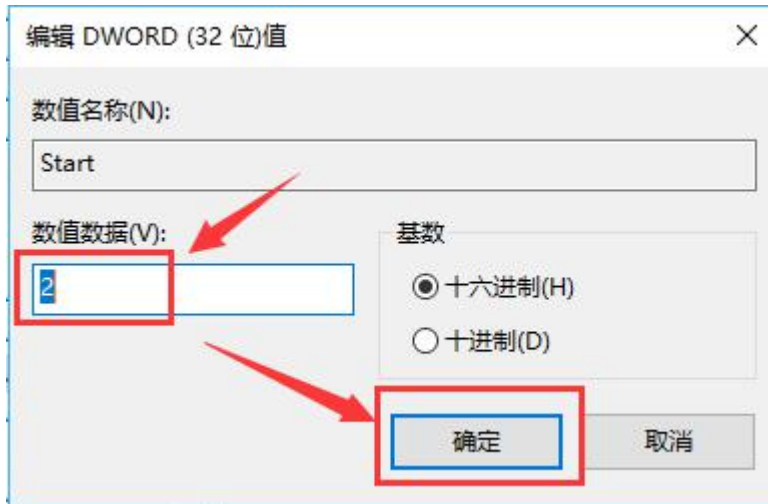 编辑 DWORD (32 位)值
数值名称(N):
Start
数值数据(V):
基数
2
十六进制(H)
十进制(D)
确定
取消